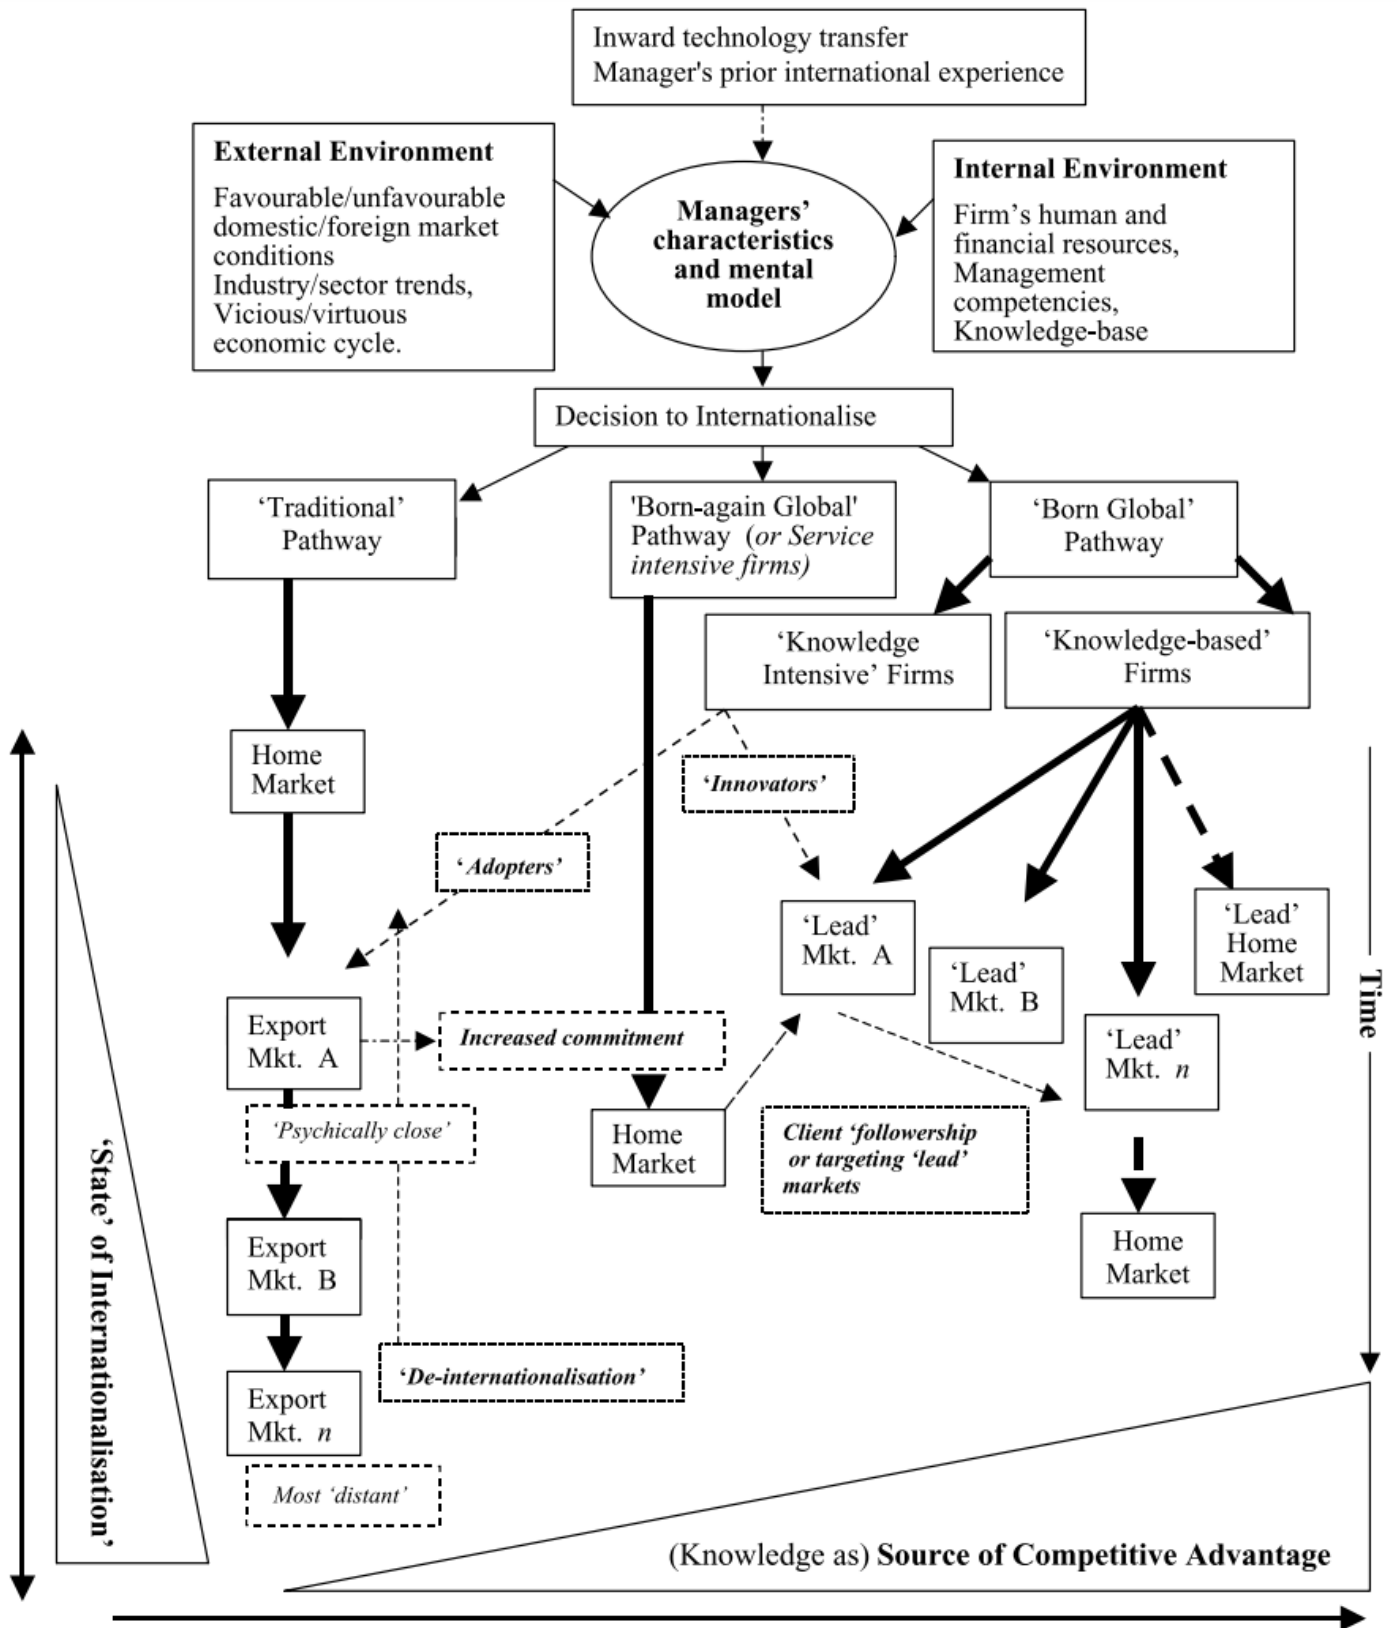 Inward technology transfer
Manager's prior international experience
External Environment
Favourable/unfavourable
domestic/foreign market
conditions
Industry/sector trends,
Vicious/virtuous
economic cycle.
Managers’
characteristics
and mental
model
Internal Environment
Firm’s human and
financial resources,
Management
competencies,
Knowledge-base
Decision to Internationalise
‘Traditional’
Pathway
'Born-again Global'
Pathway (or Service
intensive firms)
‘Born Global’
Pathway
‘Knowledge
Intensive’ Firms
‘Knowledge-based’
Firms
Home
Market
‘Innovators’
‘Adopters’
‘Lead’
Mkt. A
‘Lead’
Mkt. B
‘Lead’
Home
Market
Export
Mkt. A
Increased commitment
‘Lead’
Mkt. n
‘Psychically close’
Home
Market
Client ‘followership
or targeting ‘lead’
markets
Export
Mkt. B
Home
Market
‘De-internationalisation’
Export
Mkt. n
Most ‘distant’
‘State’ of Internationalisation’
Time
(Knowledge as) Source of Competitive Advantage